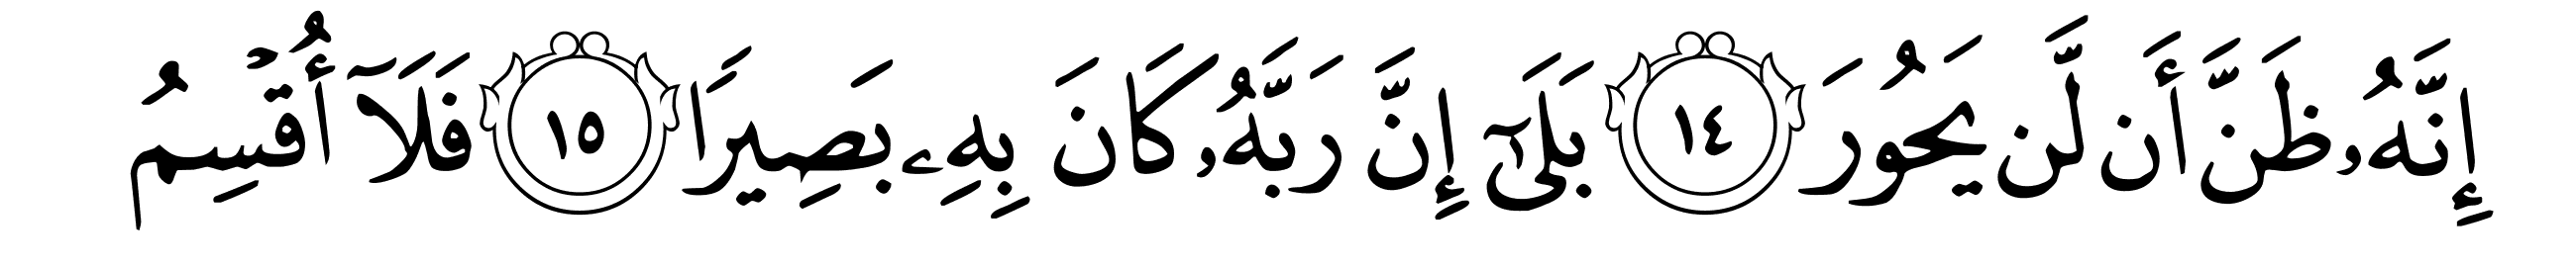 إِنَّهُۥ ظَنَّ أَن لَّن يَحُورَ ١٤ بَلَىٰٓ إِنَّ رَبَّهُۥ كَانَ بِهِۦ بَصِيرًا ١٥ فَلَآ أُقْسِمُ